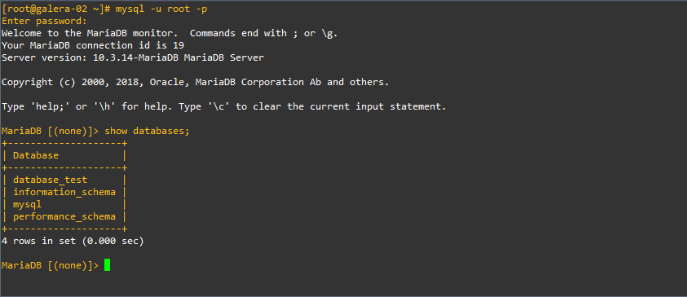 [root@galera-02 ~]# mysql -u root -p
Enter password:
Welcome to the MariaDB monitor.  Commands end with ; or \g.
Your MariaDB connection id is 19
Server version: 10.3.14-MariaDB MariaDB Server

Copyright (c) 2000, 2018, Oracle, MariaDB Corporation Ab and others.

Type 'help;' or '\h' for help. Type '\c' to clear the current input statement.

MariaDB [(none)]> show databases;
+--------------------+
| Database           |
+--------------------+
| database_test      |
| information_schema |
| mysql              |
| performance_schema |
+--------------------+
4 rows in set (0.000 sec)

MariaDB [(none)]>